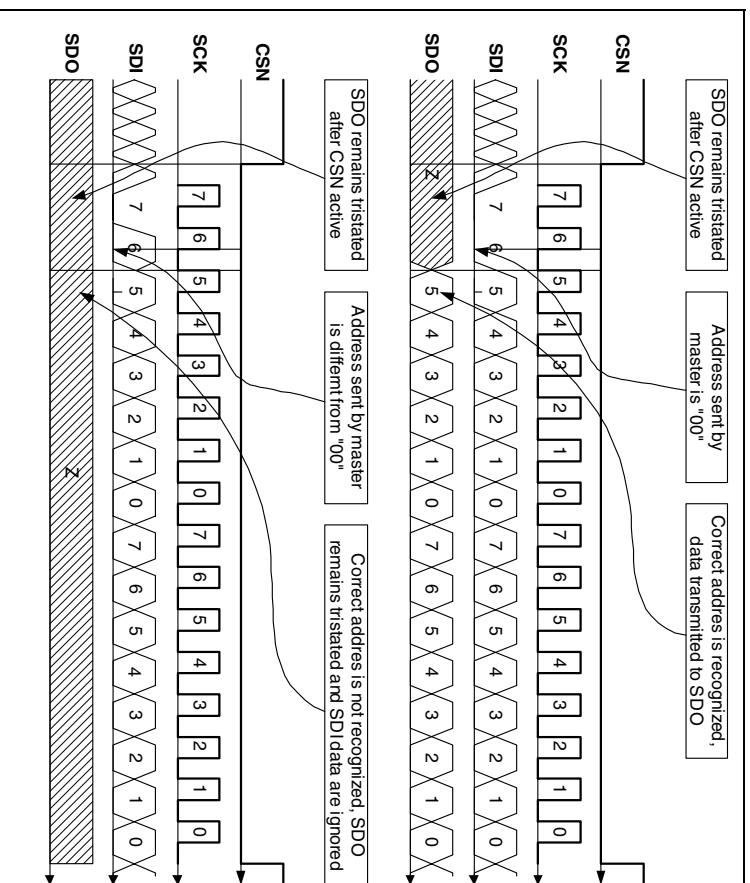 SDO remains tristated
after CSN active
Address sent by
master is "00"
Correct addres is recognized,
data transmitted to SDO
CSN
SCK 7 6 5 4 3 2 1 0 7 6 5 4 3 2 1 0
SDI 7 6 5 4 3 2 1 0 7 6 5 4 3 2 1 0
SDO Z 5 4 3 2 1 0 7 6 5 4 3 2 1 0
SDO remains tristated
after CSN active
Address sent by master
is differnt from "00"
Correct addres is not recognized, SDO
remains tristated and SDI data are ignored
CSN
SCK 7 6 5 4 3 2 1 0 7 6 5 4 3 2 1 0
SDI 7 6 5 4 3 2 1 0 7 6 5 4 3 2 1 0
SDO Z